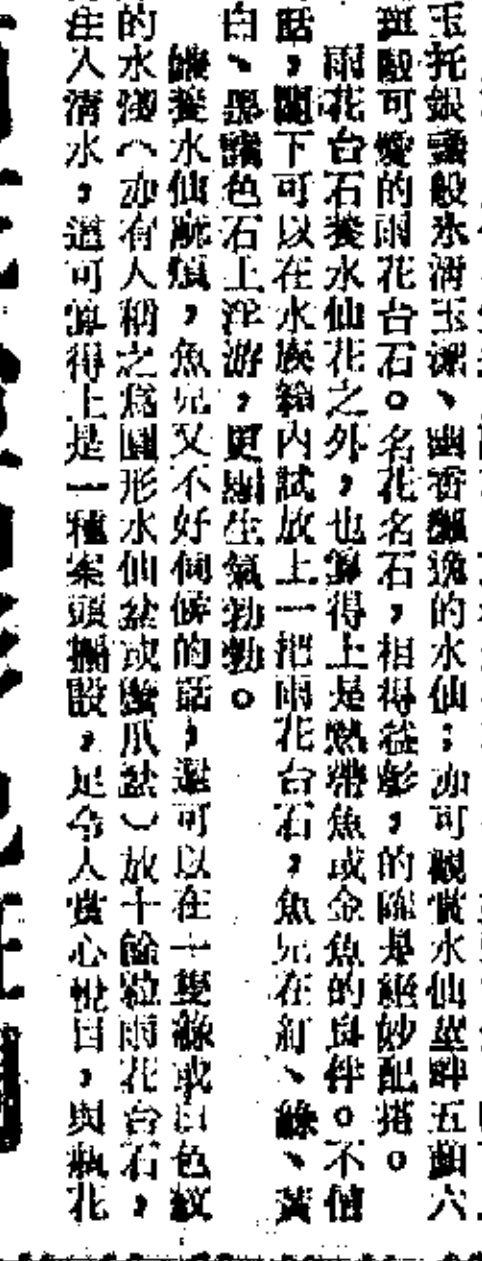 玉托銀盞般氷清玉潔、幽香飄逸的水仙；亦可觀賞水仙莖畔五顏六
斑駁可愛的雨花台石。名花名石，相得益彰，的確是絕妙配搭。
雨花台石養水仙花之外，也算得上是熱帶魚或金魚的良伴。不信
話，閣下可以在水族箱內試放上一把雨花台石，魚兒在紅、綠、黃
白、墨諸色石上浮游，更顯生氣勃勃。
嫌養水仙麻煩，魚兒又不好伺候的話，還可以在一隻綠或白色紋
的水淺（亦有人稱之爲圓形水仙盆或蟹爪盆）放十餘粒雨花台石，
注入清水，這可算得上是一種案頭擺設，足令人賞心悅目，與瓶花